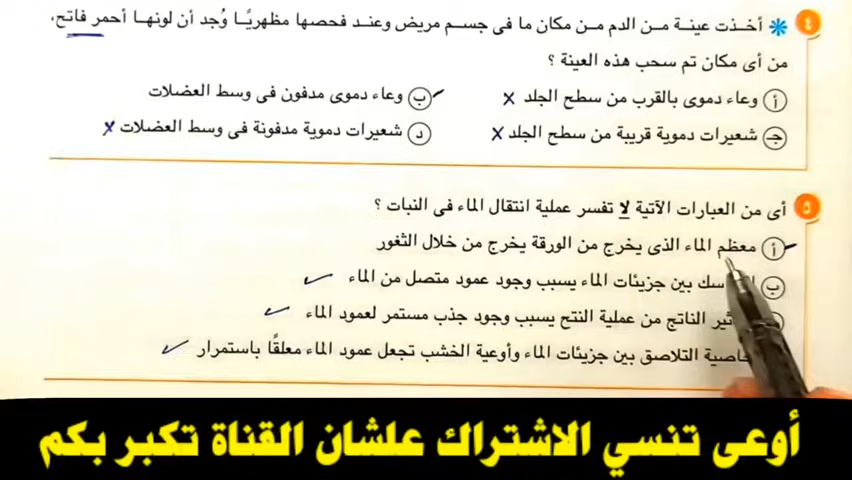 ٤ * أخذت عينة من الدم من مكان ما فى جسم مريض وعند فحصها مظهريًا وُجد أن لونها أحمر فاتح،
من أى مكان تم سحب هذه العينة ؟
أ وعاء دموى بالقرب من سطح الجلد ب وعاء دموى مدفون فى وسط العضلات
جـ شعيرات دموية قريبة من سطح الجلد د شعيرات دموية مدفونة فى وسط العضلات
٥ أى من العبارات الآتية لا تفسر عملية انتقال الماء فى النبات ؟
أ معظم الماء الذى يخرج من الورقة يخرج من خلال الثغور
ب بين جزيئات الماء يسبب وجود عمود متصل من الماء
الناتج من عملية النتح يسبب وجود جذب مستمر لعمود الماء
خاصية التلاصق بين جزيئات الماء وأوعية الخشب تجعل عمود الماء معلقًا باستمرار
أوعى تنسي الاشتراك علشان القناة تكبر بكم